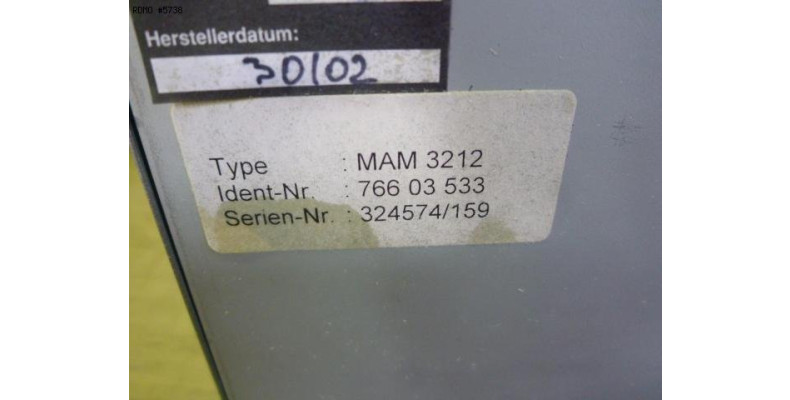 RDMO #5738
Herstellerdatum:
30/02
Type : MAM 3212
Ident-Nr. : 766 03 533
Serien-Nr. : 324574/159